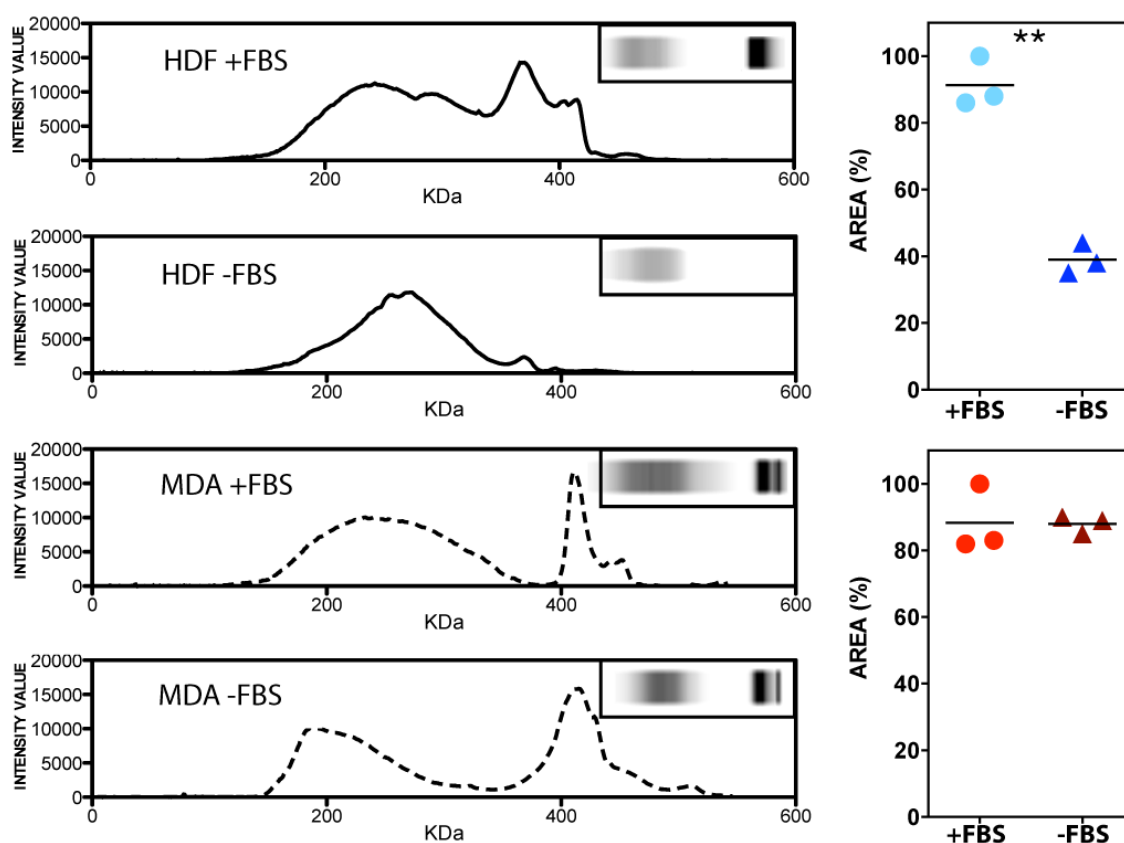 INTENSITY VALUE
20000
15000
10000
5000
0
HDF +FBS
0 200 400 600
KDa
INTENSITY VALUE
20000
15000
10000
5000
0
HDF -FBS
0 200 400 600
KDa
INTENSITY VALUE
20000
15000
10000
5000
0
MDA +FBS
0 200 400 600
KDa
INTENSITY VALUE
20000
15000
10000
5000
0
MDA -FBS
0 200 400 600
KDa
AREA (%)
100
80
60
40
20
0
**
+FBS -FBS
AREA (%)
100
80
60
40
20
0
+FBS -FBS